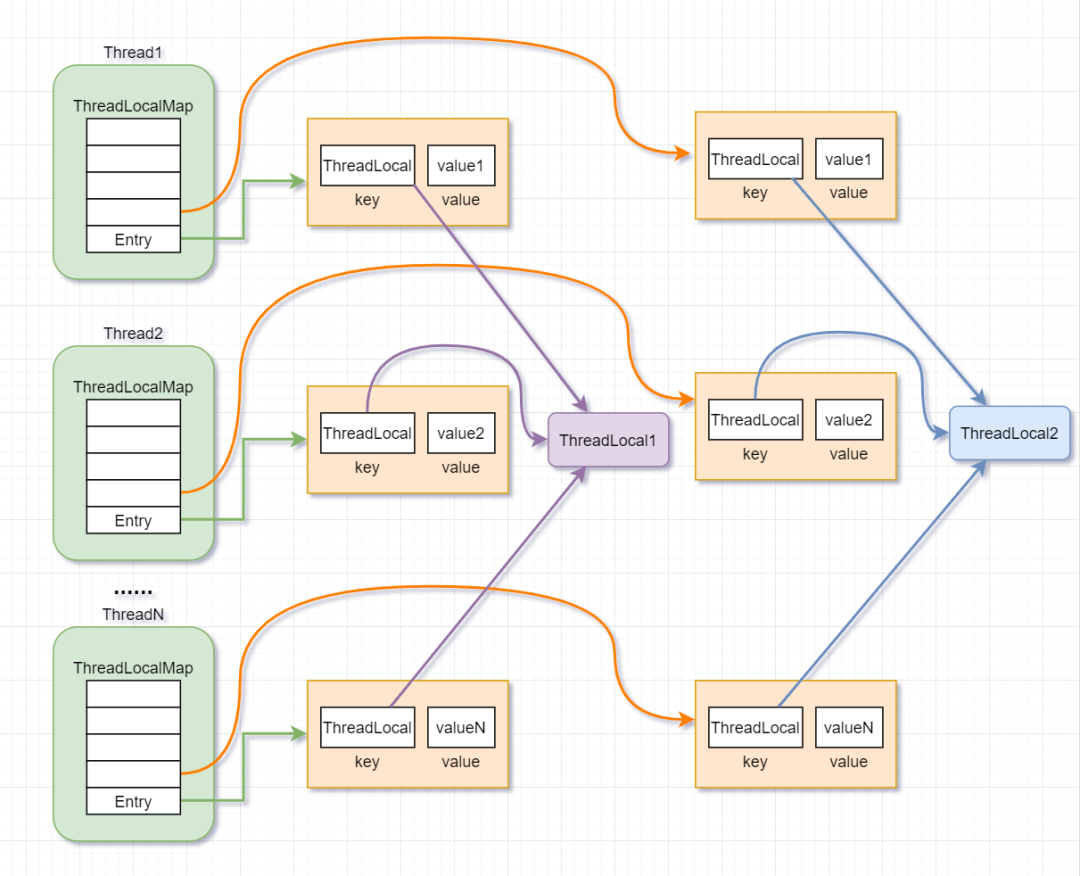 Thread1
ThreadLocalMap
Entry
ThreadLocal value1
key value
ThreadLocal value1
key value
Thread2
ThreadLocalMap
Entry
ThreadLocal value2
key value
ThreadLocal1
ThreadLocal value2
key value
ThreadLocal2
......
ThreadN
ThreadLocalMap
Entry
ThreadLocal valueN
key value
ThreadLocal valueN
key value